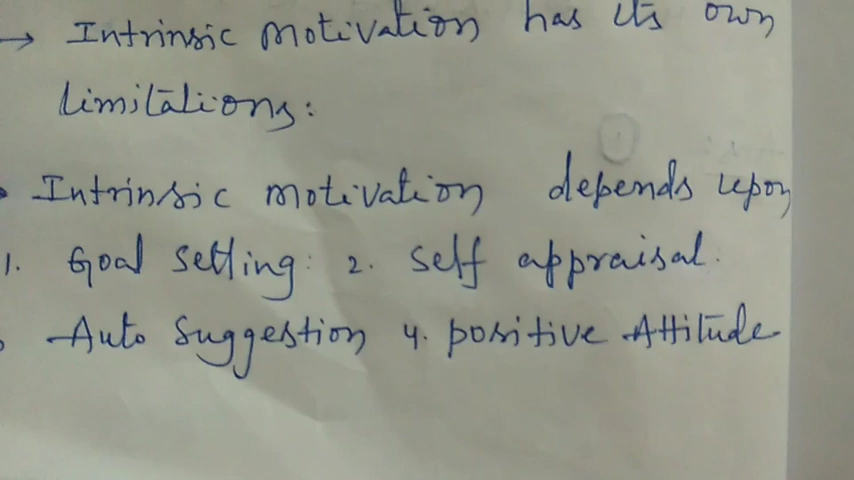 → Intrinsic motivation has its own
limitations:
Intrinsic motivation depends upon
1. Goal setting: 2. Self appraisal.
Auto Suggestion 4. positive Attitude